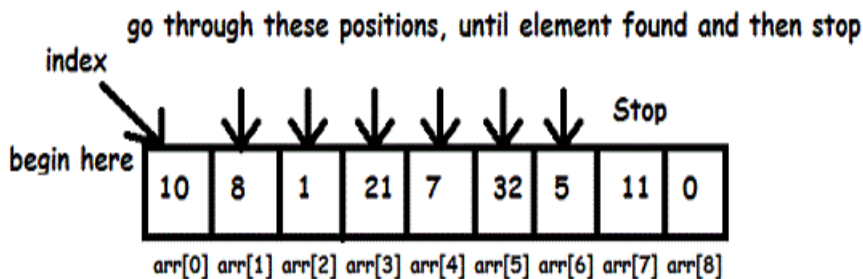 go through these positions, until element found and then stop
index
Stop
begin here
10 8 1 21 7 32 5 11 0
arr[0] arr[1] arr[2] arr[3] arr[4] arr[5] arr[6] arr[7] arr[8]